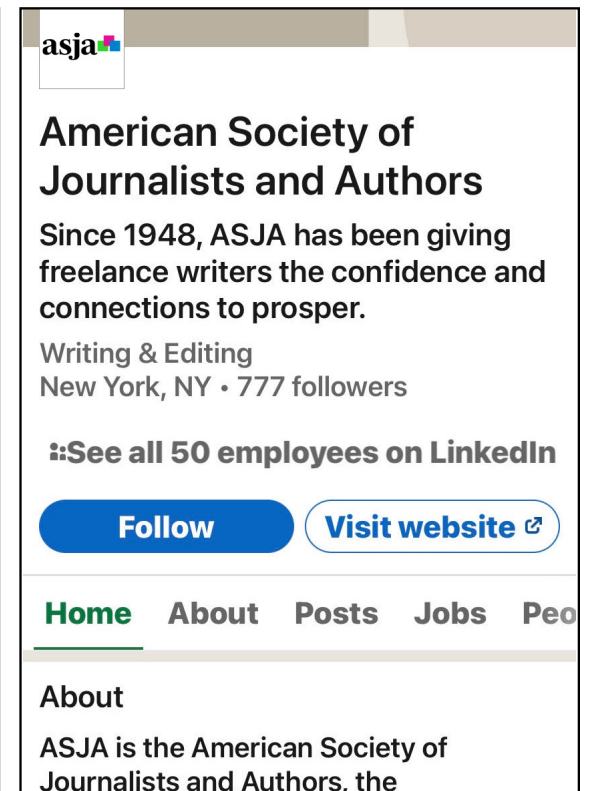 asja
American Society of
Journalists and Authors
Since 1948, ASJA has been giving
freelance writers the confidence and
connections to prosper.
Writing & Editing
New York, NY • 777 followers
See all 50 employees on LinkedIn
Follow Visit website
Home About Posts Jobs Peo
About
ASJA is the American Society of
Journalists and Authors, the